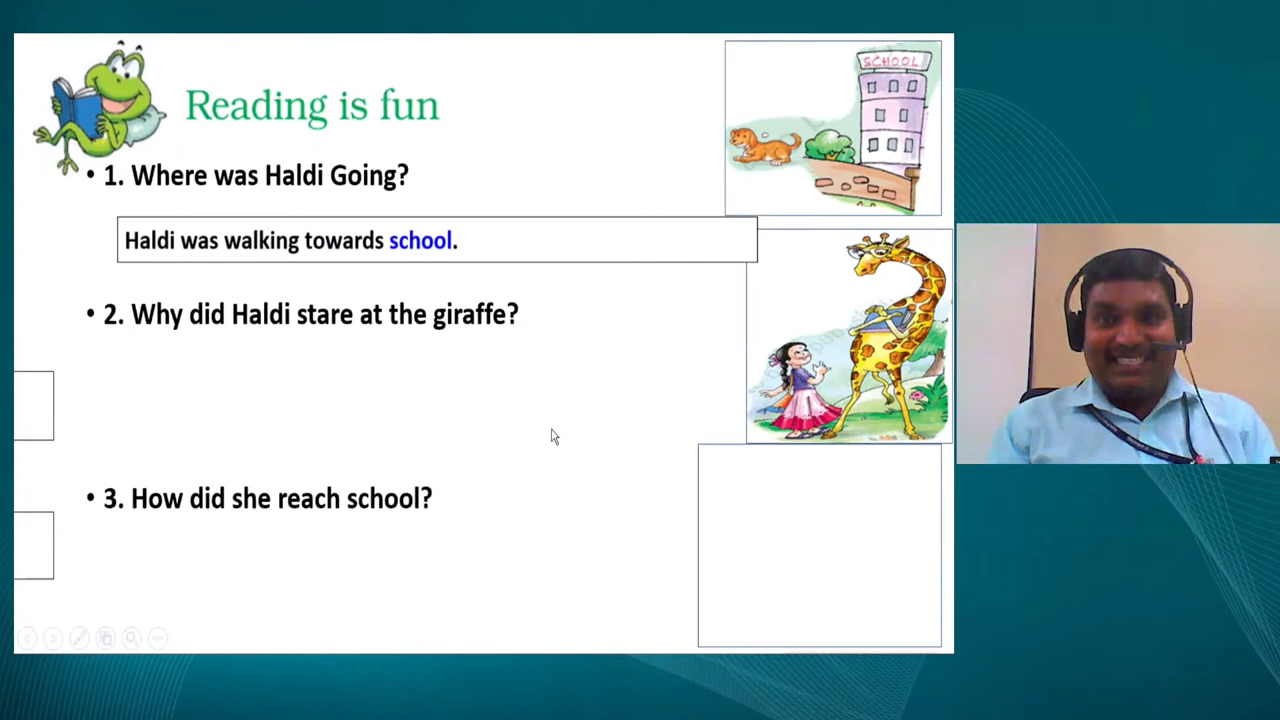 Reading is fun
SCHOOL
• 1. Where was Haldi Going?
Haldi was walking towards school.
• 2. Why did Haldi stare at the giraffe?
• 3. How did she reach school?